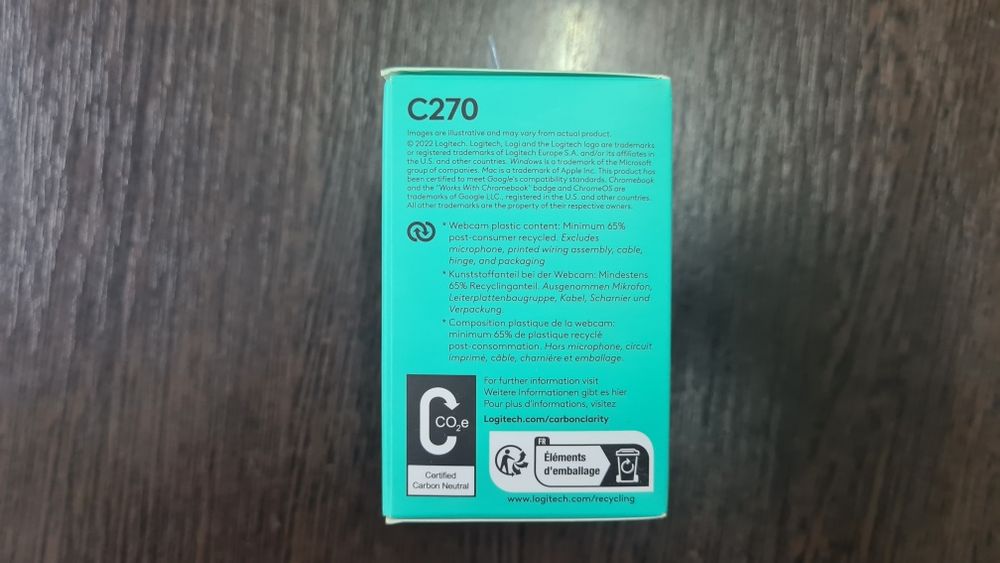 C270
Images are illustrative and may vary from actual product.
© 2022 Logitech. Logitech, Logi and the Logitech logo are trademarks
or registered trademarks of Logitech Europe S.A. and/or its affiliates in
the U.S. and other countries. Windows is a trademark of the Microsoft
group of companies. Mac is a trademark of Apple Inc. This product has
been certified to meet Google's compatibility standards. Chromebook
and the "Works With Chromebook" badge and ChromeOS are
trademarks of Google LLC., registered in the U.S. and other countries.
All other trademarks are the property of their respective owners.
* Webcam plastic content: Minimum 65%
post-consumer recycled. Excludes
microphone, printed wiring assembly, cable,
hinge, and packaging
* Kunststoffanteil bei der Webcam: Mindestens
65% Recyclinganteil. Ausgenommen Mikrofon,
Leiterplattenbaugruppe, Kabel, Scharnier und
Verpackung.
* Composition plastique de la webcam:
minimum 65% de plastique recyclé
post-consommation. Hors microphone, circuit
imprimé, câble, charnière et emballage.
For further information visit
Weitere Informationen gibt es hier
Pour plus d'informations, visitez
Logitech.com/carbonclarity
CO₂e
Certified
Carbon Neutral
FR
Éléments
d'emballage
www.logitech.com/recycling